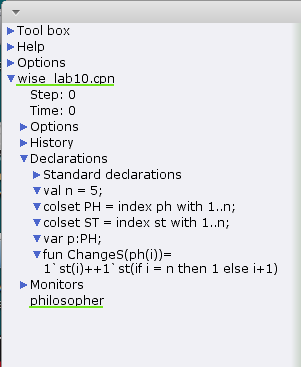 Tool box
Help
Options
wise_lab10.cpn
Step: 0
Time: 0
Options
History
Declarations
Standard declarations
val n = 5;
colset PH = index ph with 1..n;
colset ST = index st with 1..n;
var p:PH;
fun ChangeS(ph(i))=
1`st(i)++1`st(if i = n then 1 else i+1)
Monitors
philosopher